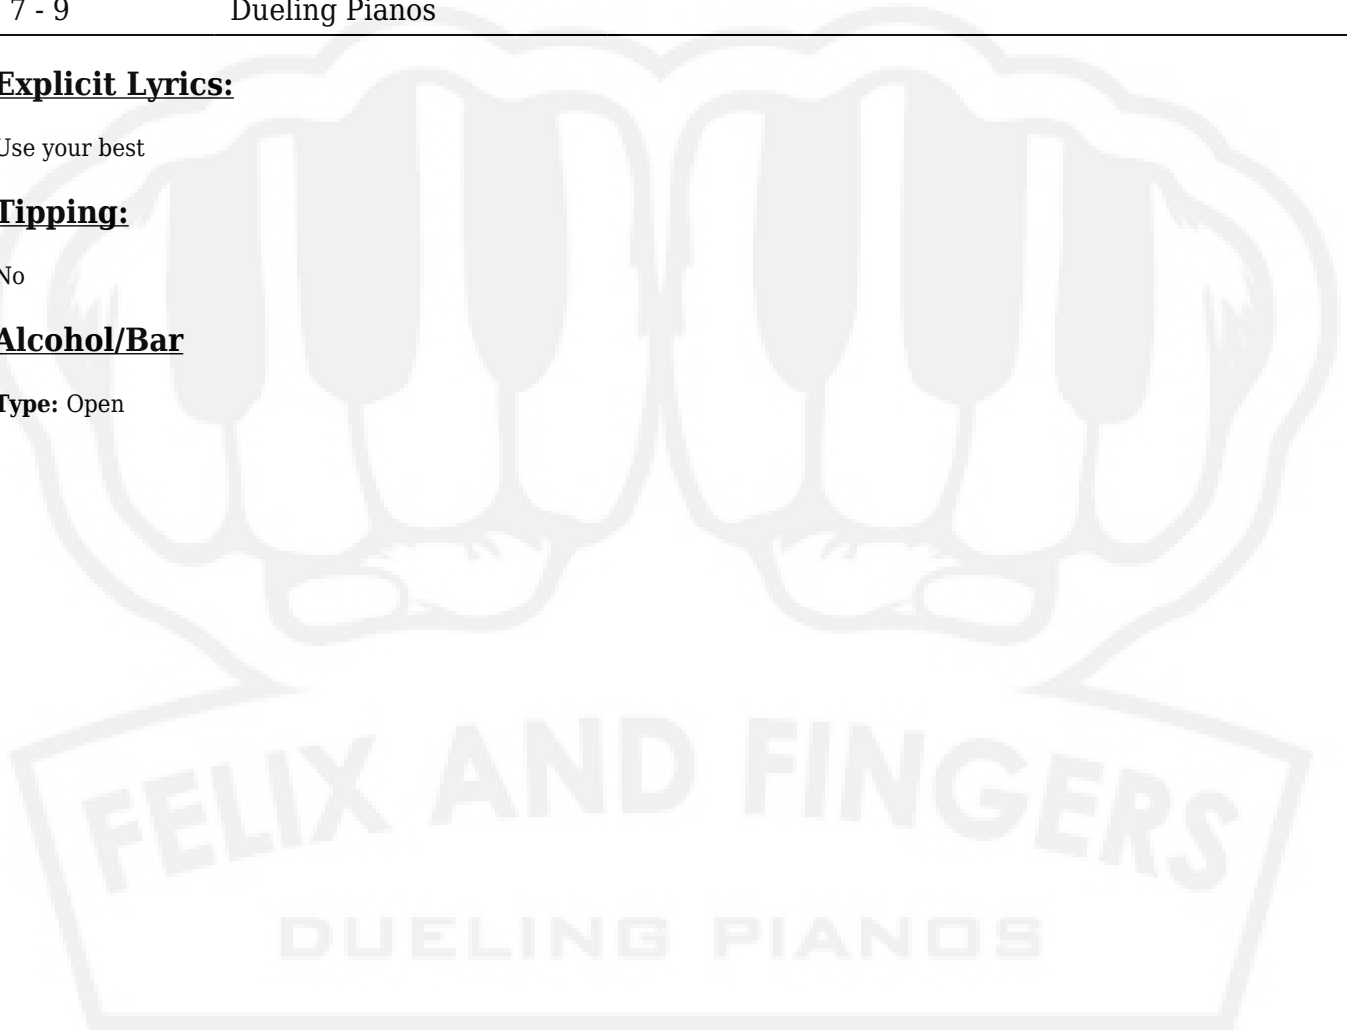 7 - 9 Dueling Pianos
Explicit Lyrics:
Use your best
Tipping:
No
Alcohol/Bar
Type: Open
FELIX AND FINGERS
DUELING PIANOS